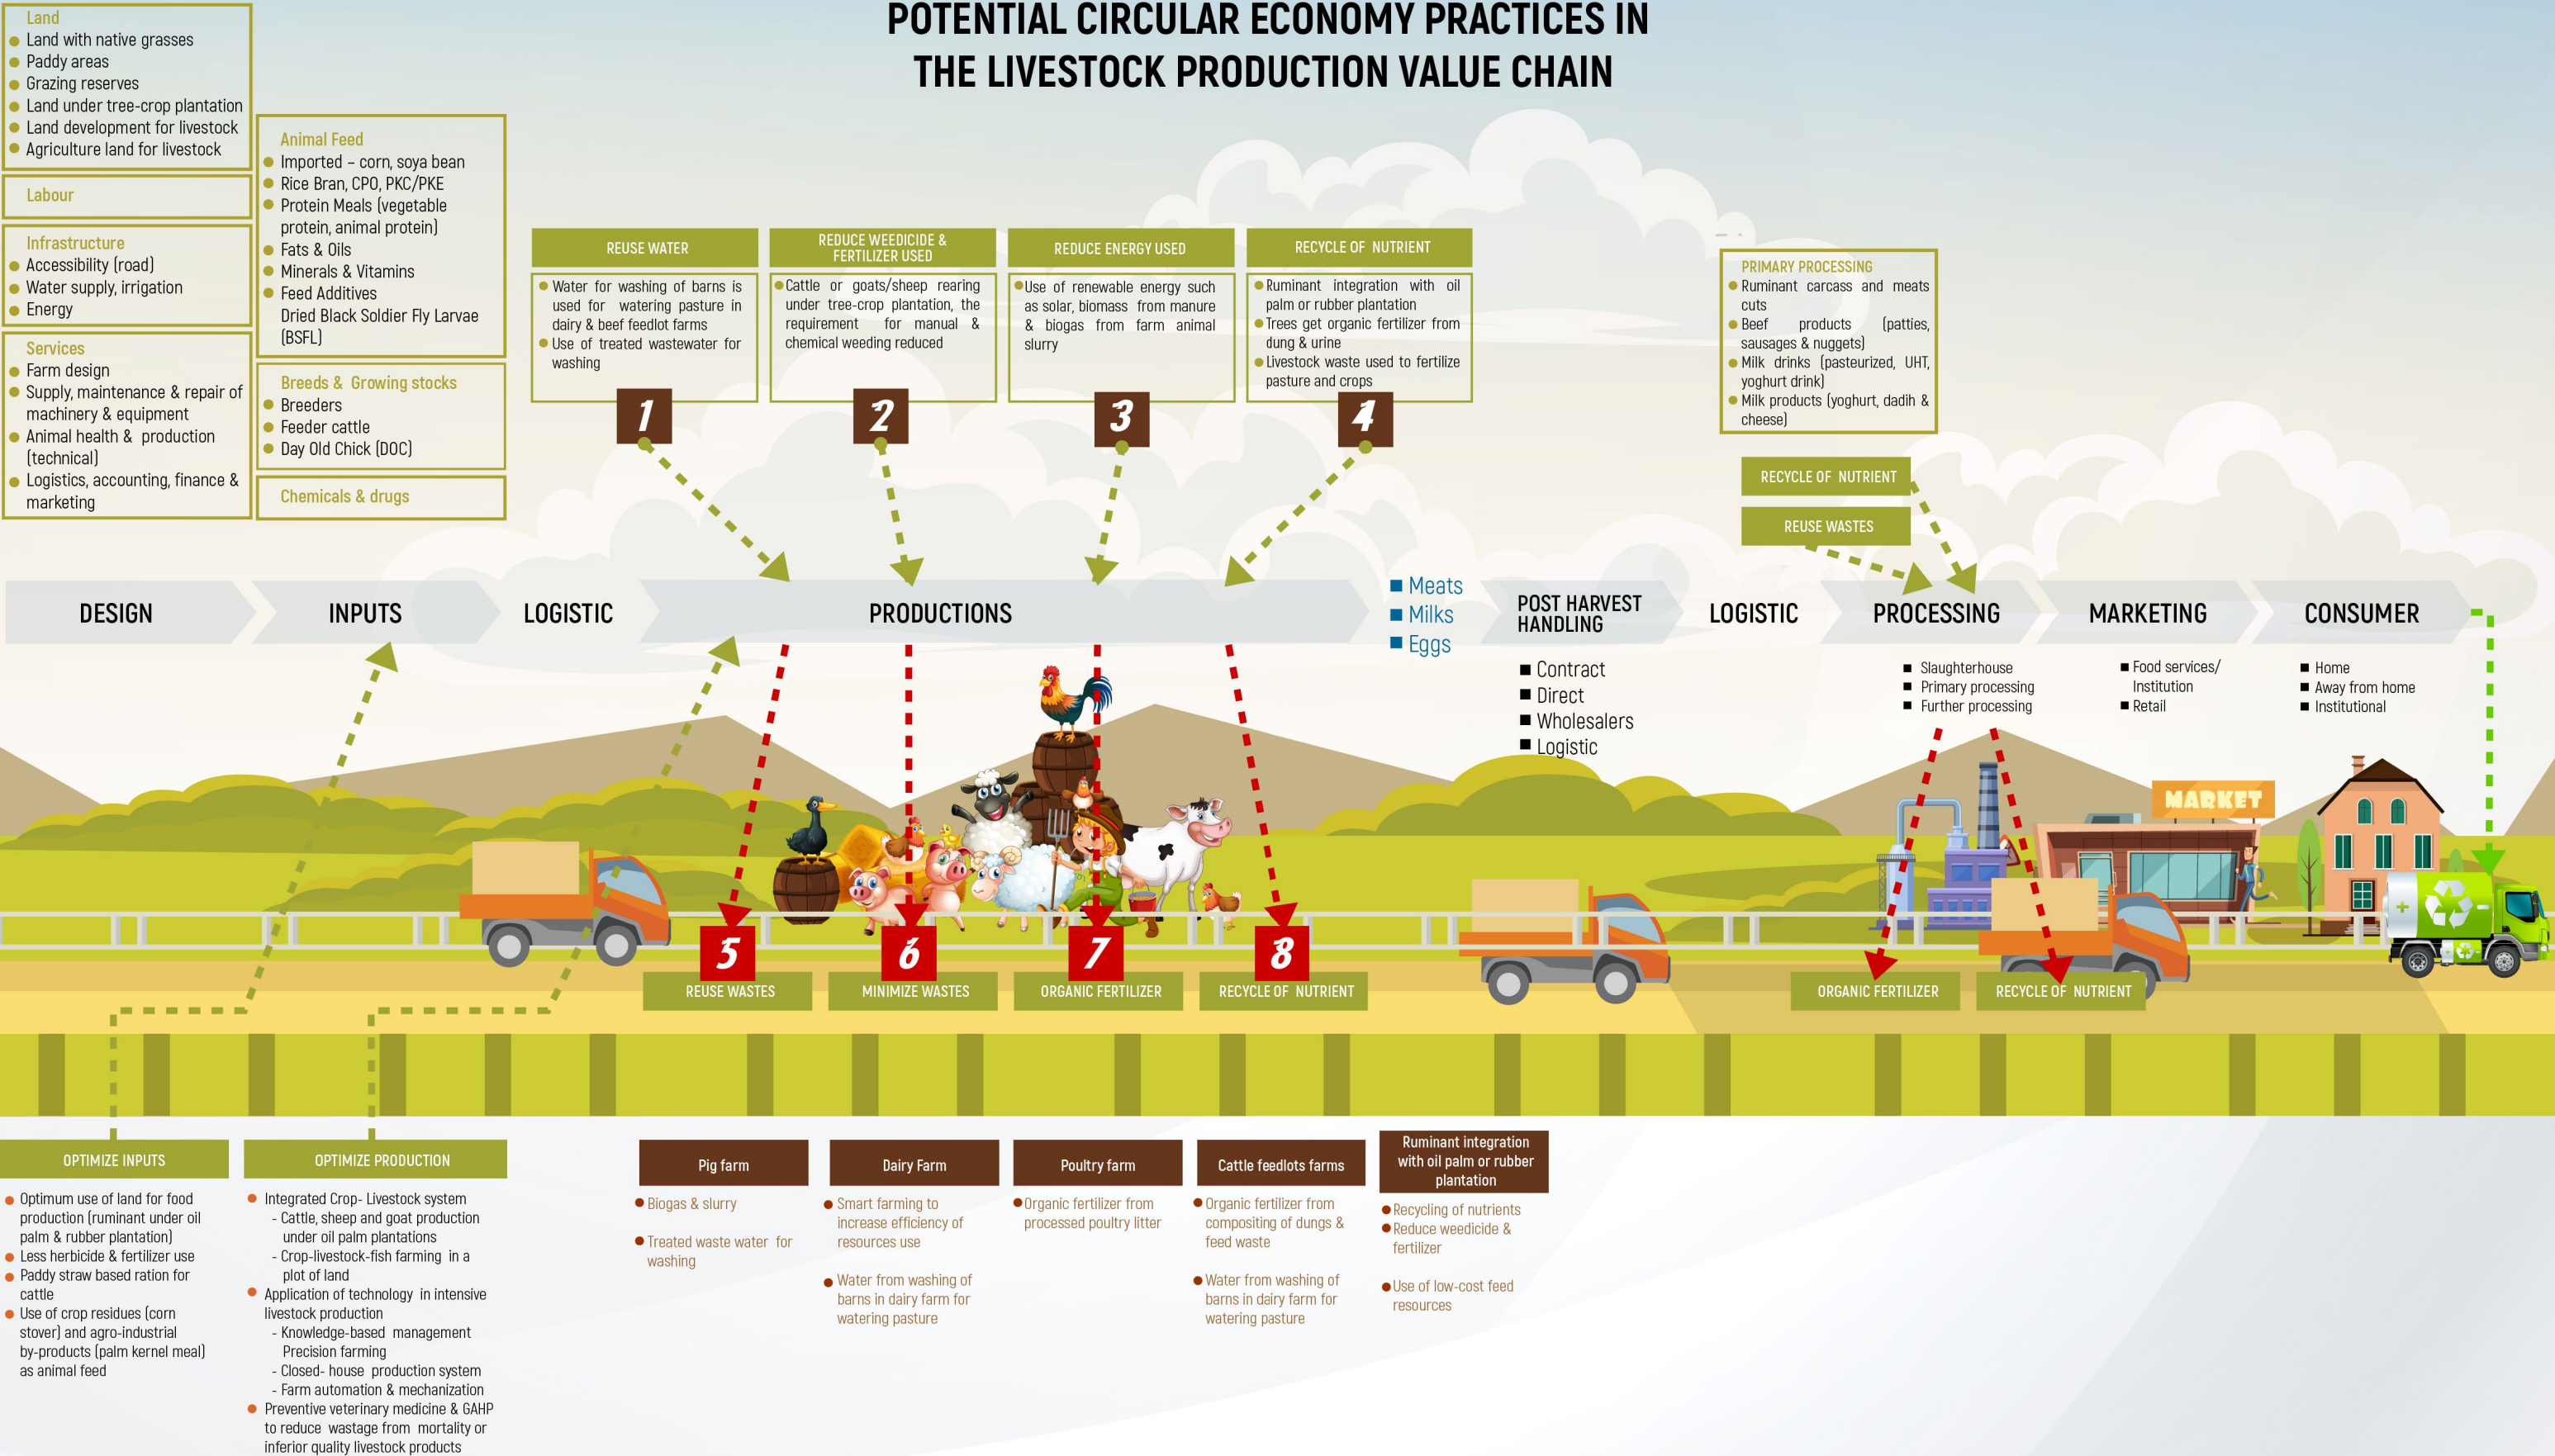 POTENTIAL CIRCULAR ECONOMY PRACTICES IN
THE LIVESTOCK PRODUCTION VALUE CHAIN
Land
Land with native grasses
Paddy areas
Grazing reserves
Land under tree-crop plantation
Land development for livestock
Agriculture land for livestock
Labour
Infrastructure
Accessibility (road)
Water supply, irrigation
Energy
Services
Farm design
Supply, maintenance & repair of
machinery & equipment
Animal health & production
(technical)
Logistics, accounting, finance &
marketing
Animal Feed
Imported – corn, soya bean
Rice Bran, CPO, PKC/PKE
Protein Meals (vegetable
protein, animal protein)
Fats & Oils
Minerals & Vitamins
Feed Additives
Dried Black Soldier Fly Larvae
(BSFL)
Breeds & Growing stocks
Breeders
Feeder cattle
Day Old Chick (DOC)
Chemicals & drugs
REUSE WATER
Water for washing of barns is
used for watering pasture in
dairy & beef feedlot farms
Use of treated wastewater for
washing
1
REDUCE WEEDICIDE &
FERTILIZER USED
Cattle or goats/sheep rearing
under tree-crop plantation, the
requirement for manual &
chemical weeding reduced
2
REDUCE ENERGY USED
Use of renewable energy such
as solar, biomass from manure
& biogas from farm animal
slurry
3
RECYCLE OF NUTRIENT
Ruminant integration with oil
palm or rubber plantation
Trees get organic fertilizer from
dung & urine
Livestock waste used to fertilize
pasture and crops
4
PRIMARY PROCESSING
Ruminant carcass and meats
cuts
Beef products (patties,
sausages & nuggets)
Milk drinks (pasteurized, UHT,
yoghurt drink)
Milk products (yoghurt, dadih &
cheese)
RECYCLE OF NUTRIENT
REUSE WASTES
DESIGN
INPUTS
LOGISTIC
PRODUCTIONS
Meats
Milks
Eggs
POST HARVEST
HANDLING
Contract
Direct
Wholesalers
Logistic
LOGISTIC
PROCESSING
Slaughterhouse
Primary processing
Further processing
MARKETING
Food services/
Institution
Retail
CONSUMER
Home
Away from home
Institutional
MARKET
5
REUSE WASTES
6
MINIMIZE WASTES
7
ORGANIC FERTILIZER
8
RECYCLE OF NUTRIENT
ORGANIC FERTILIZER
RECYCLE OF NUTRIENT
OPTIMIZE INPUTS
Optimum use of land for food
production (ruminant under oil
palm & rubber plantation)
Less herbicide & fertilizer use
Paddy straw based ration for
cattle
Use of crop residues (corn
stover) and agro-industrial
by-products (palm kernel meal)
as animal feed
OPTIMIZE PRODUCTION
Integrated Crop- Livestock system
- Cattle, sheep and goat production
under oil palm plantations
- Crop-livestock-fish farming in a
plot of land
Application of technology in intensive
livestock production
- Knowledge-based management
Precision farming
- Closed- house production system
- Farm automation & mechanization
Preventive veterinary medicine & GAHP
to reduce wastage from mortality or
inferior quality livestock products
Pig farm
Biogas & slurry
Treated waste water for
washing
Dairy Farm
Smart farming to
increase efficiency of
resources use
Water from washing of
barns in dairy farm for
watering pasture
Poultry farm
Organic fertilizer from
processed poultry litter
Cattle feedlots farms
Organic fertilizer from
compositing of dungs &
feed waste
Water from washing of
barns in dairy farm for
watering pasture
Ruminant integration
with oil palm or rubber
plantation
Recycling of nutrients
Reduce weedicide &
fertilizer
Use of low-cost feed
resources